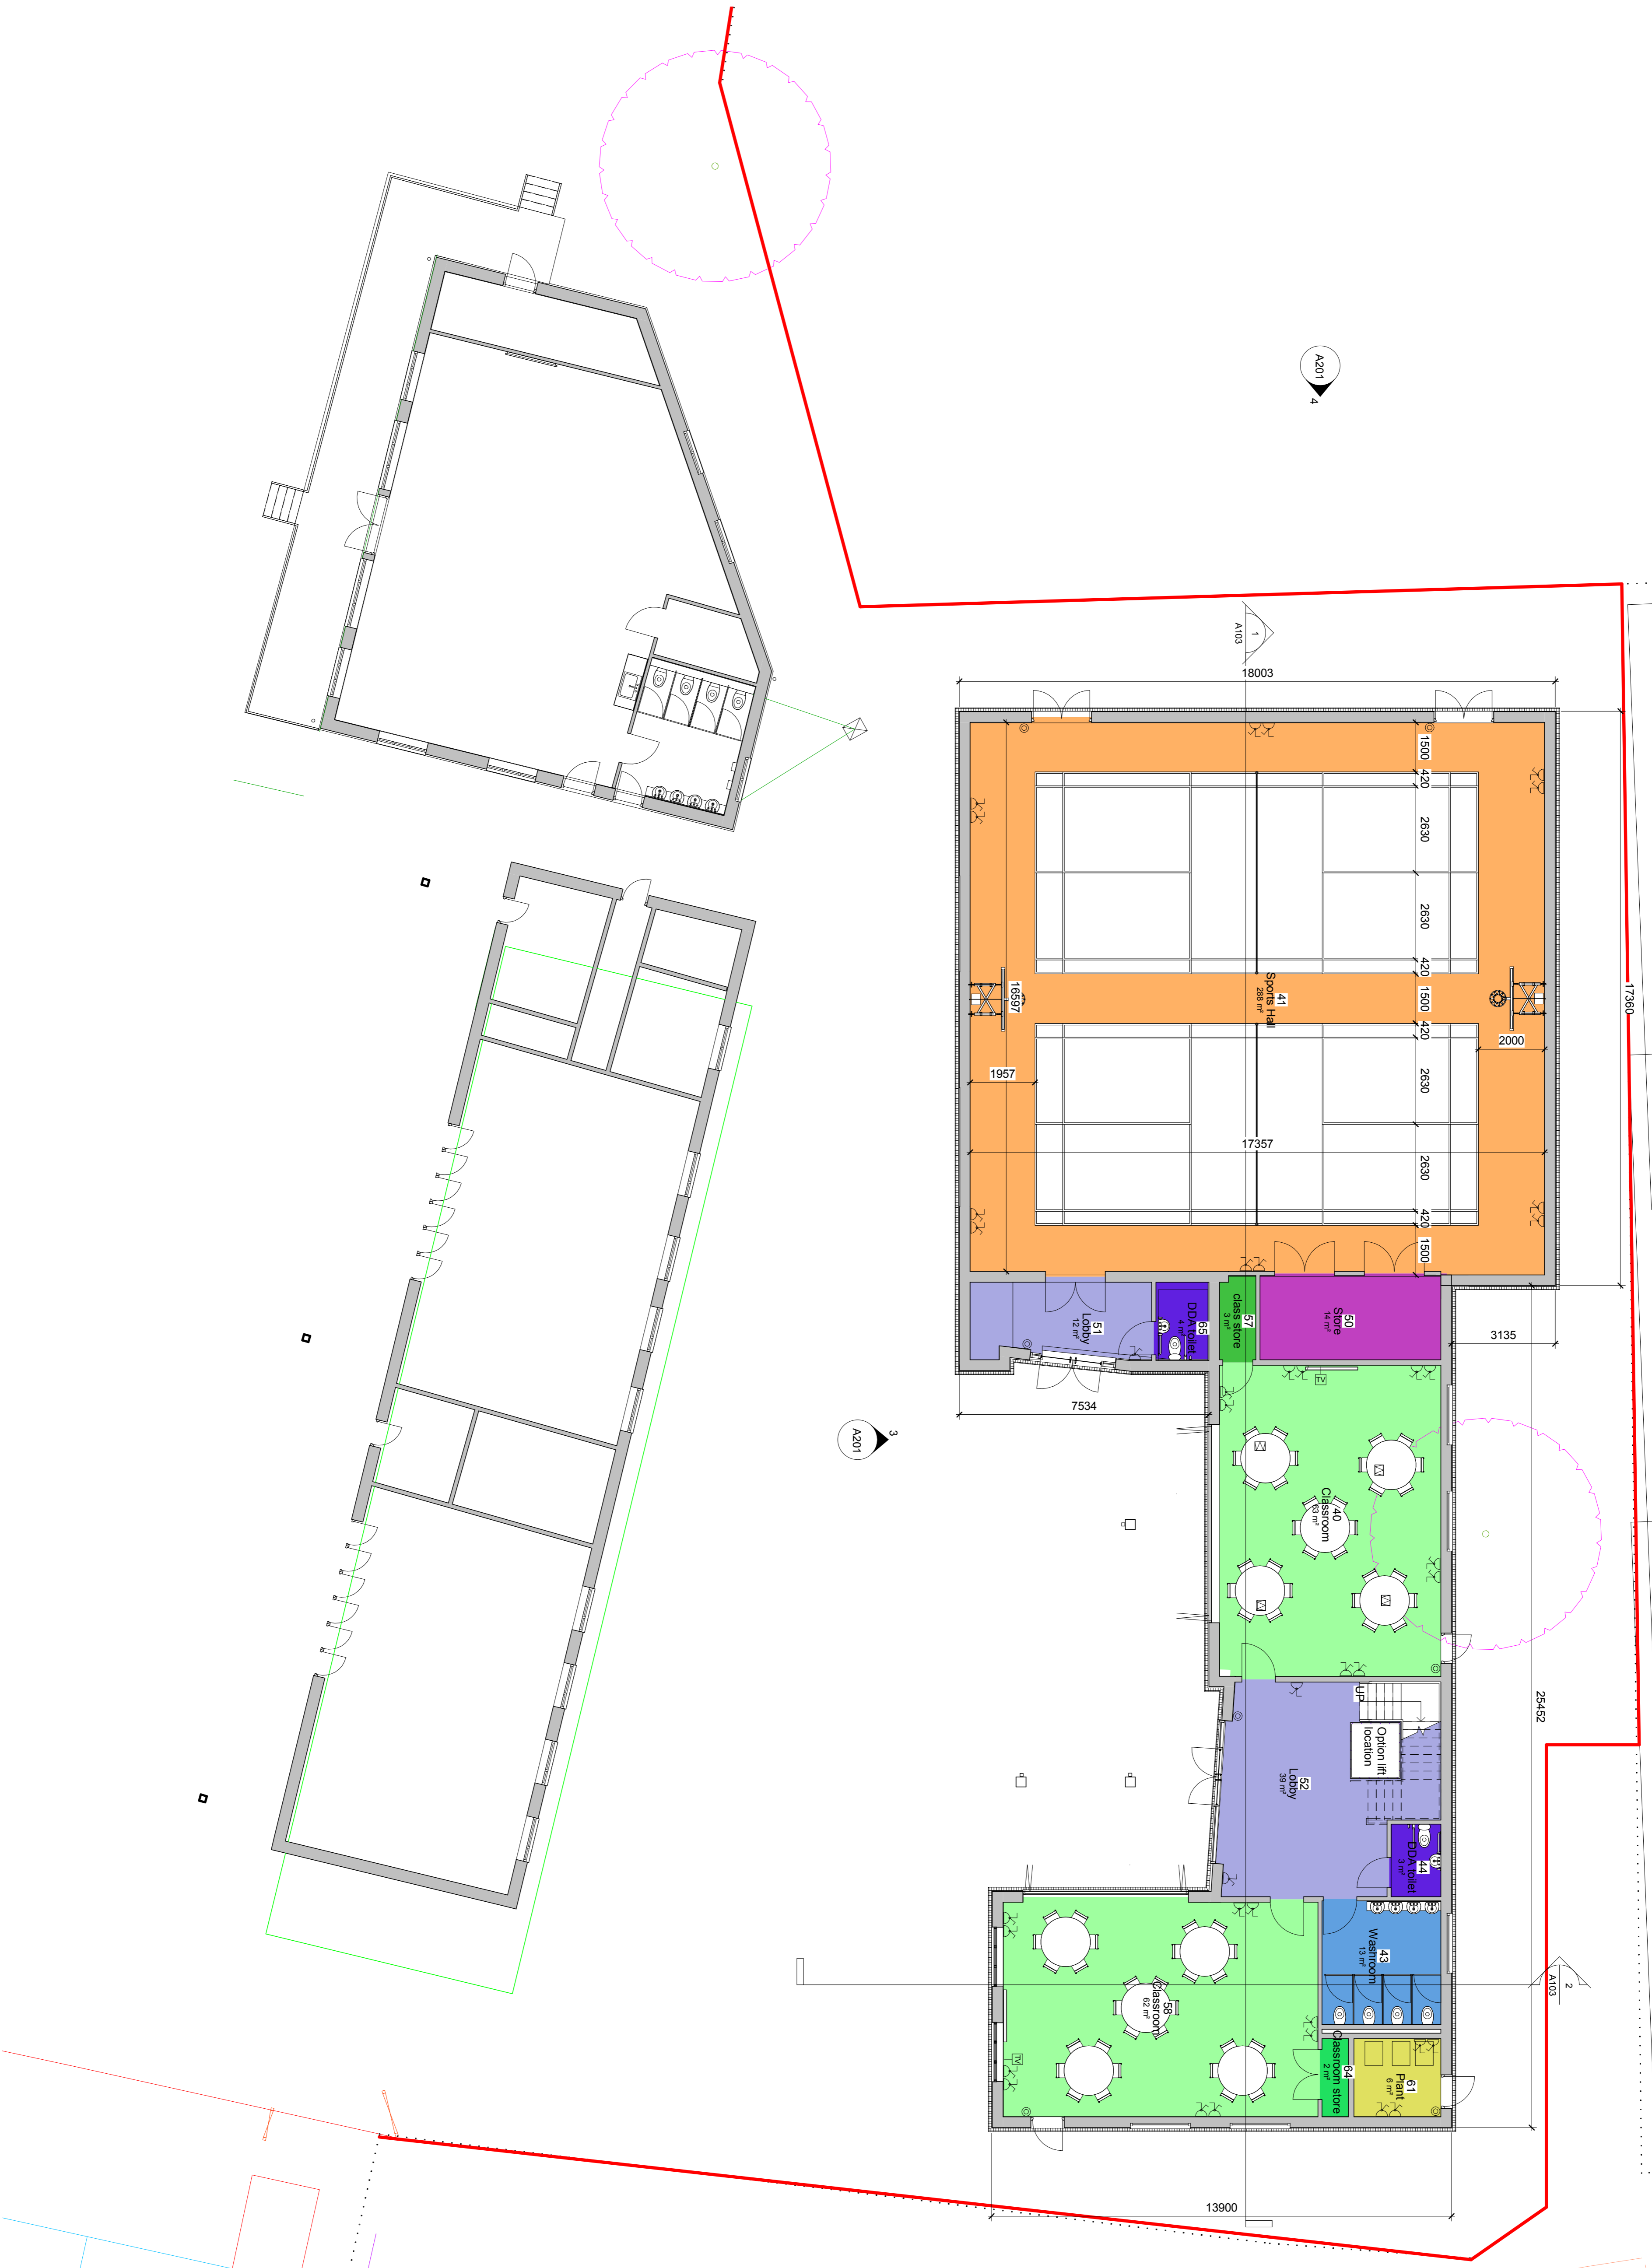 A201
4
1
A103
18003
17360
1500
420
2630
2630
420
1500
420
2630
2630
420
1500
41
Sports Hall
288 m²
16597
2000
1957
17357
51
Lobby
12 m²
65
DDA toilet
4 m²
57
class store
3 m²
50
Store
14 m²
3135
7534
TV
3
A201
40
Classroom
63 m²
25452
UP
Option lift
location
52
Lobby
39 m²
44
DDA toilet
3 m²
43
Washroom
13 m²
2
A103
58
Classroom
62 m²
TV
64
Classroom store
2 m²
61
Plant
6 m²
13900